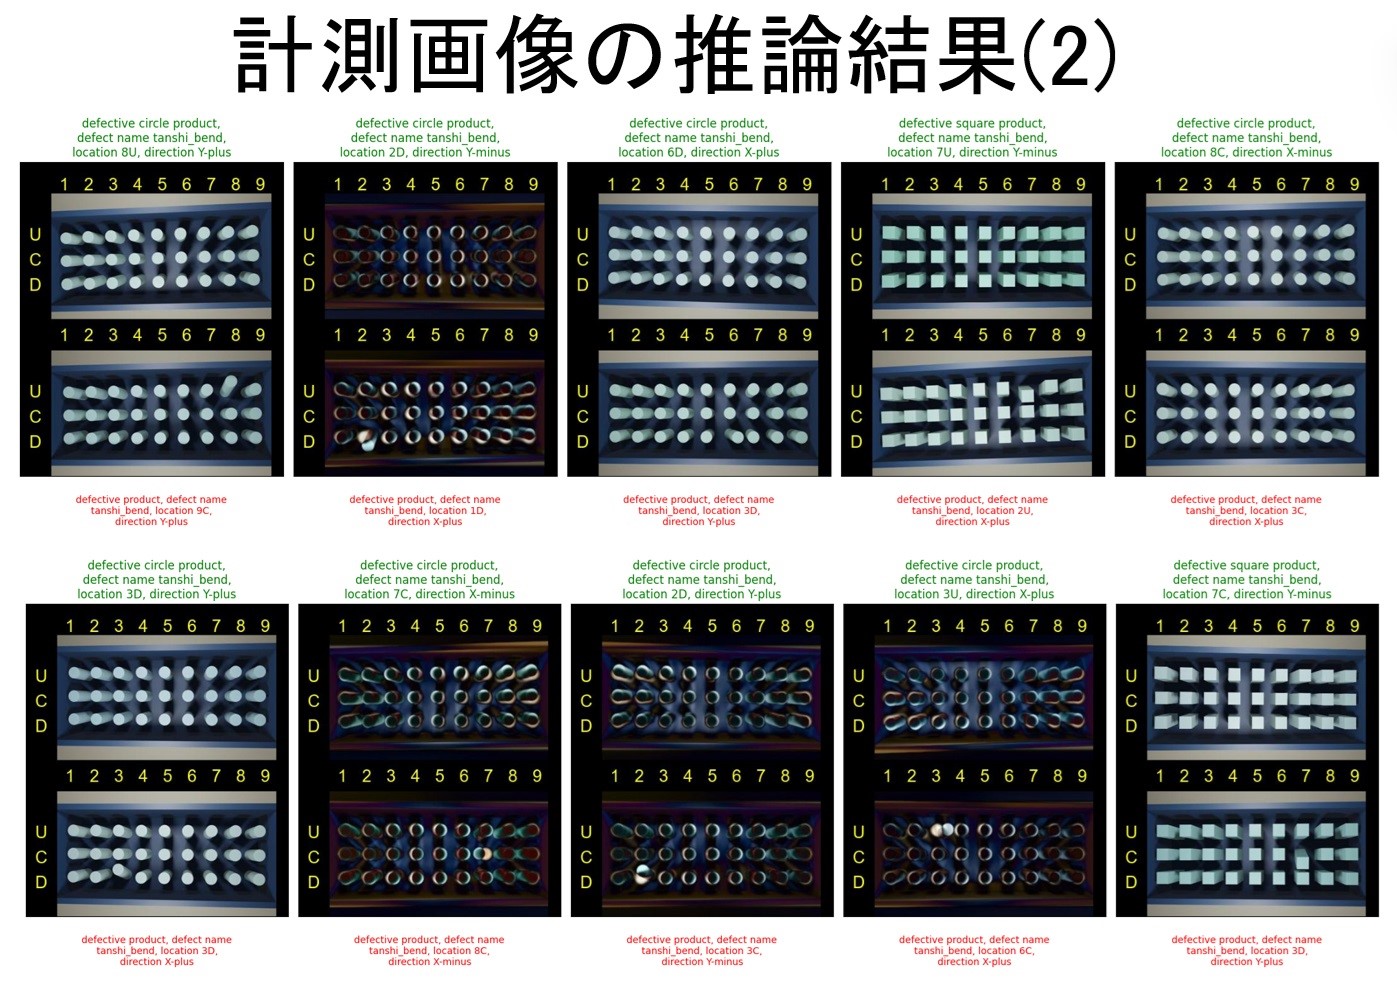 計測画像の推論結果(2)
defective circle product,
defect name tanshi_bend,
location 8U, direction Y-plus
defective circle product,
defect name tanshi_bend,
location 2D, direction Y-minus
defective circle product,
defect name tanshi_bend,
location 6D, direction X-plus
defective square product,
defect name tanshi_bend,
location 7U, direction Y-minus
defective circle product,
defect name tanshi_bend,
location 8C, direction X-minus
1 2 3 4 5 6 7 8 9
U
C
D
1 2 3 4 5 6 7 8 9
U
C
D
1 2 3 4 5 6 7 8 9
U
C
D
1 2 3 4 5 6 7 8 9
U
C
D
1 2 3 4 5 6 7 8 9
U
C
D
1 2 3 4 5 6 7 8 9
U
C
D
1 2 3 4 5 6 7 8 9
U
C
D
1 2 3 4 5 6 7 8 9
U
C
D
1 2 3 4 5 6 7 8 9
U
C
D
1 2 3 4 5 6 7 8 9
U
C
D
defective product, defect name
tanshi_bend, location 9C,
direction Y-plus
defective product, defect name
tanshi_bend, location 1D,
direction X-plus
defective product, defect name
tanshi_bend, location 3D,
direction Y-plus
defective product, defect name
tanshi_bend, location 2U,
direction X-plus
defective product, defect name
tanshi_bend, location 3C,
direction X-plus
defective circle product,
defect name tanshi_bend,
location 3D, direction Y-plus
defective circle product,
defect name tanshi_bend,
location 7C, direction X-minus
defective circle product,
defect name tanshi_bend,
location 2D, direction Y-plus
defective circle product,
defect name tanshi_bend,
location 3U, direction X-plus
defective square product,
defect name tanshi_bend,
location 7C, direction Y-minus
1 2 3 4 5 6 7 8 9
U
C
D
1 2 3 4 5 6 7 8 9
U
C
D
1 2 3 4 5 6 7 8 9
U
C
D
1 2 3 4 5 6 7 8 9
U
C
D
1 2 3 4 5 6 7 8 9
U
C
D
1 2 3 4 5 6 7 8 9
U
C
D
1 2 3 4 5 6 7 8 9
U
C
D
1 2 3 4 5 6 7 8 9
U
C
D
1 2 3 4 5 6 7 8 9
U
C
D
1 2 3 4 5 6 7 8 9
U
C
D
defective product, defect name
tanshi_bend, location 3D,
direction X-plus
defective product, defect name
tanshi_bend, location 8C,
direction X-minus
defective product, defect name
tanshi_bend, location 3C,
direction Y-minus
defective product, defect name
tanshi_bend, location 6C,
direction X-plus
defective product, defect name
tanshi_bend, location 3D,
direction Y-plus